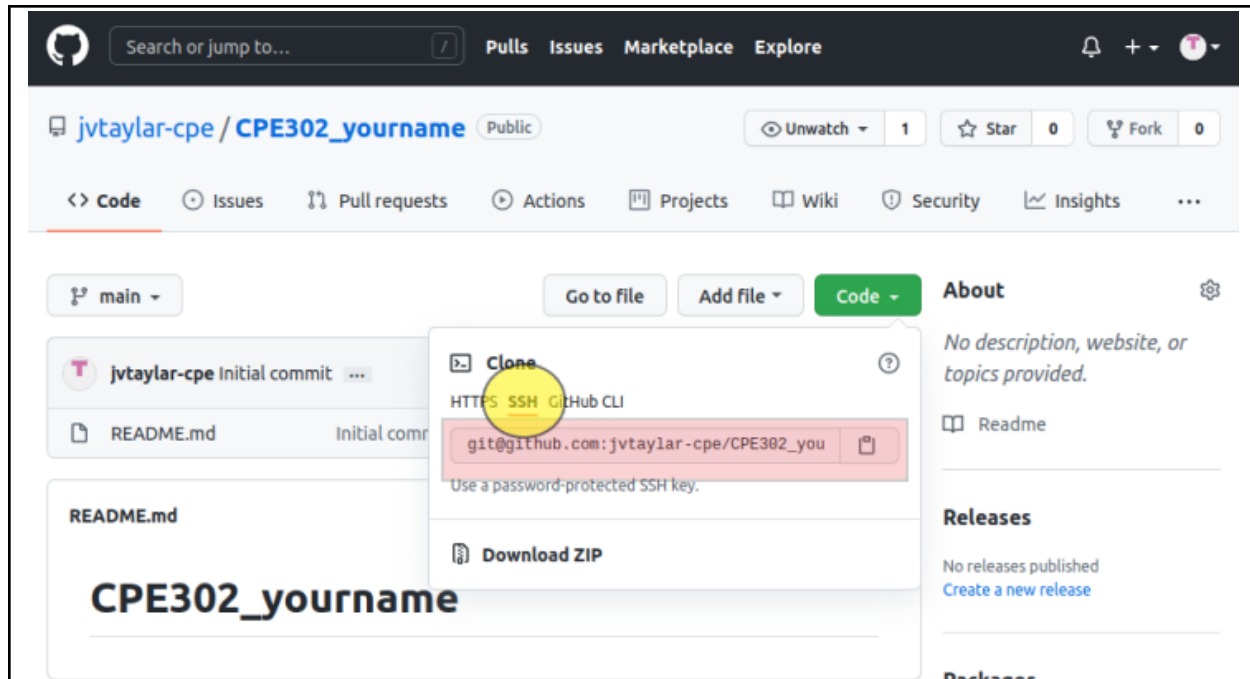 Search or jump to... / Pulls Issues Marketplace Explore
jvtaylar-cpe / CPE302_yourname Public Unwatch 1 Star 0 Fork 0
<> Code Issues Pull requests Actions Projects Wiki Security Insights ...
main Go to file Add file Code About
No description, website, or
topics provided.
T jvtaylar-cpe Initial commit ...
Clone
HTTPS SSH GitHub CLI
README.md Initial
git@github.com:jvtaylar-cpe/CPE302_you
Readme
Use a password-protected SSH key.
README.md
Download ZIP
Releases
No releases published
Create a new release
CPE302_yourname
Packages